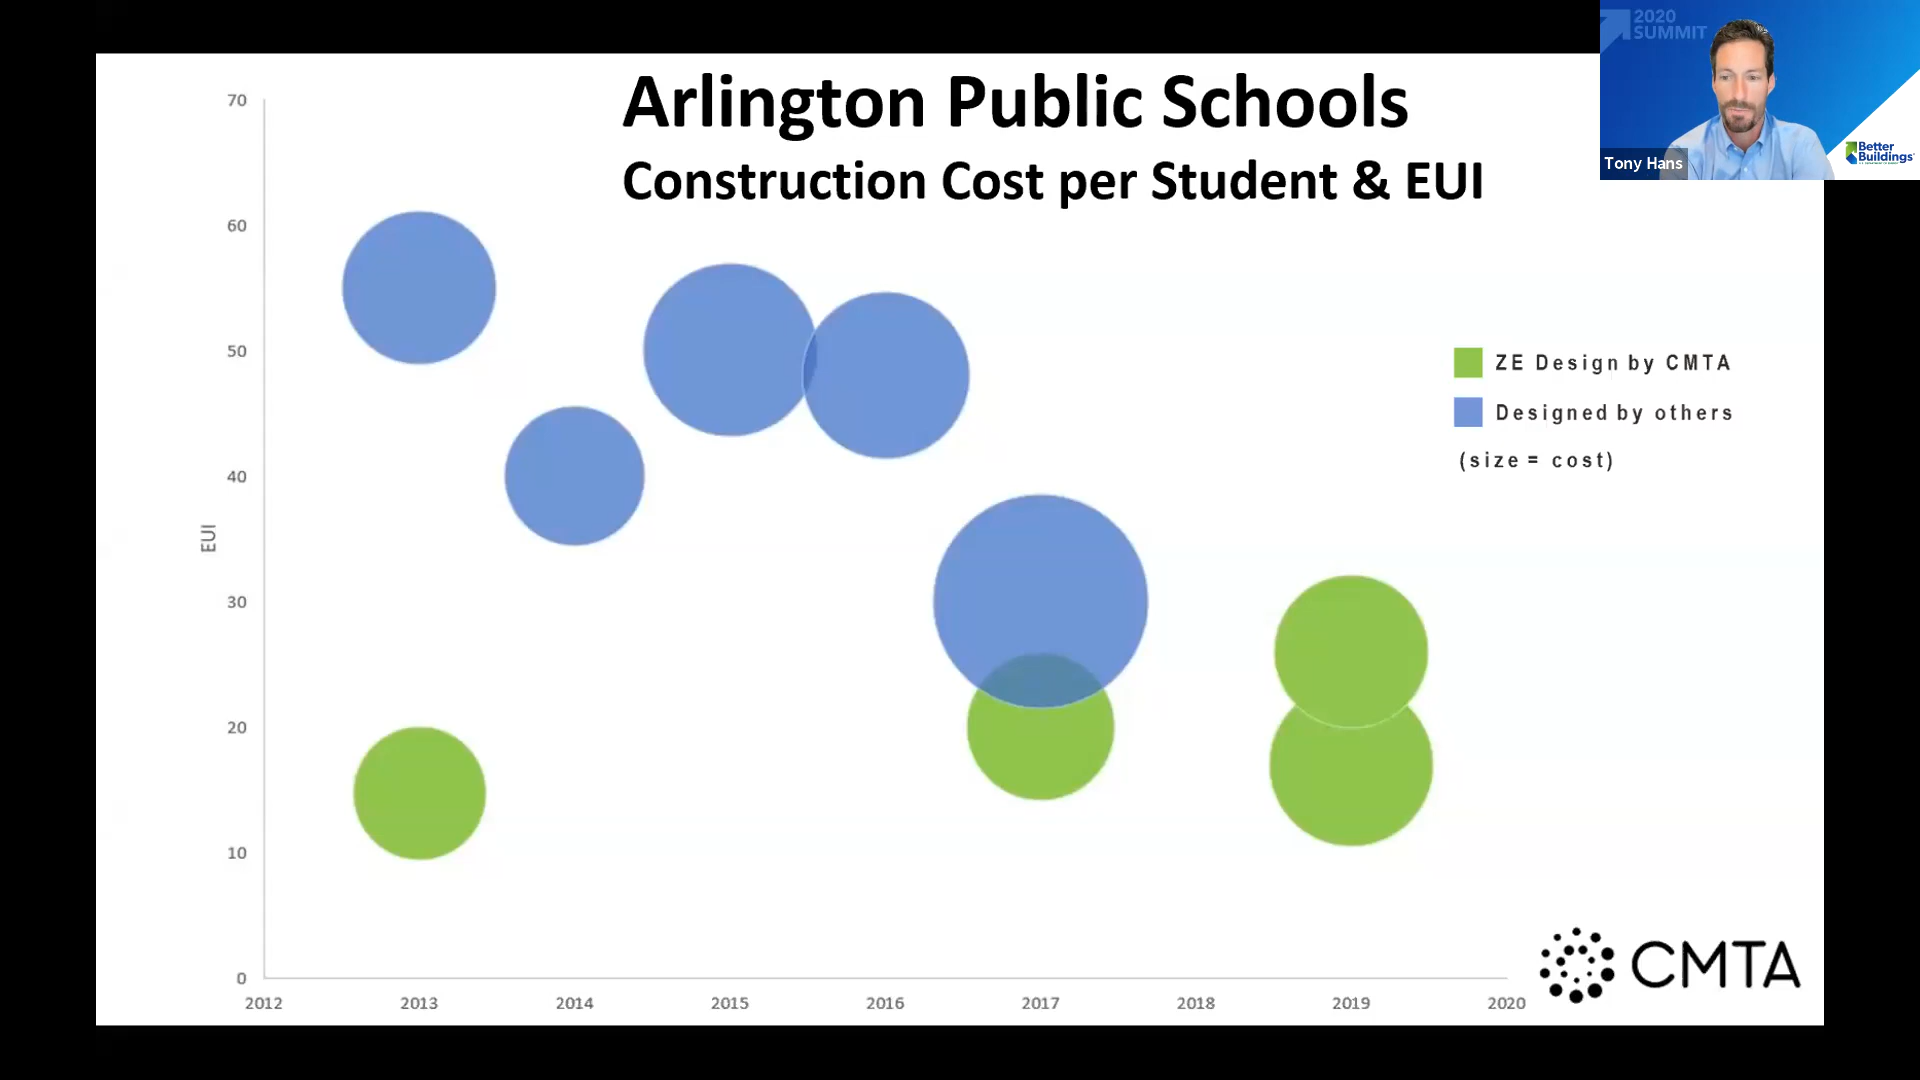 Arlington Public Schools
Construction Cost per Student & EUI
2020
SUMMIT
Tony Hans
Better
Buildings
70
60
50
40
30
20
10
0
EUI
2012 2013 2014 2015 2016 2017 2018 2019 2020
ZE Design by CMTA
Designed by others
(size = cost)
CMTA